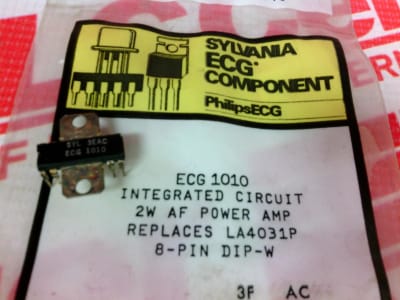 SYLVANIA
ECG®
COMPONENT
PhilipsECG
SYL 3EAC
ECG 1010
ECG 1010
INTEGRATED CIRCUIT
2W AF POWER AMP
REPLACES LA4031P
8-PIN DIP-W
3F AC